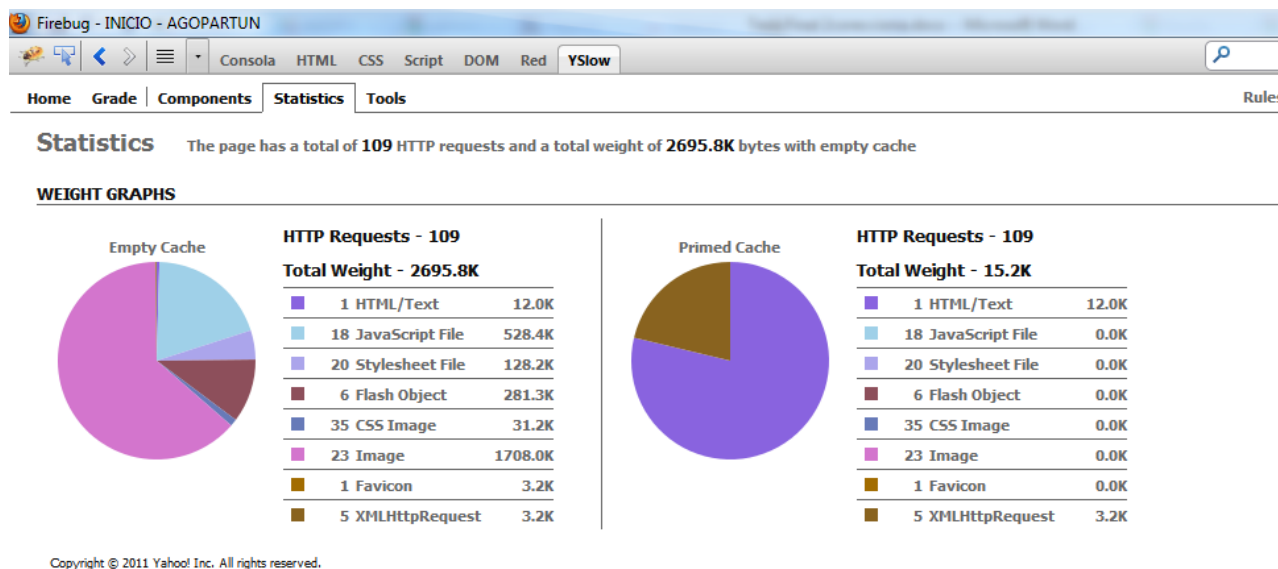 Firebug - INICIO - AGOPARTUN
Consola HTML CSS Script DOM Red YSlow
Home Grade Components Statistics Tools Rules
Statistics The page has a total of 109 HTTP requests and a total weight of 2695.8K bytes with empty cache
WEIGHT GRAPHS
Empty Cache
HTTP Requests - 109
Total Weight - 2695.8K
1 HTML/Text 12.0K
18 JavaScript File 528.4K
20 Stylesheet File 128.2K
6 Flash Object 281.3K
35 CSS Image 31.2K
23 Image 1708.0K
1 Favicon 3.2K
5 XMLHttpRequest 3.2K
Primed Cache
HTTP Requests - 109
Total Weight - 15.2K
1 HTML/Text 12.0K
18 JavaScript File 0.0K
20 Stylesheet File 0.0K
6 Flash Object 0.0K
35 CSS Image 0.0K
23 Image 0.0K
1 Favicon 0.0K
5 XMLHttpRequest 3.2K
Copyright © 2011 Yahoo! Inc. All rights reserved.